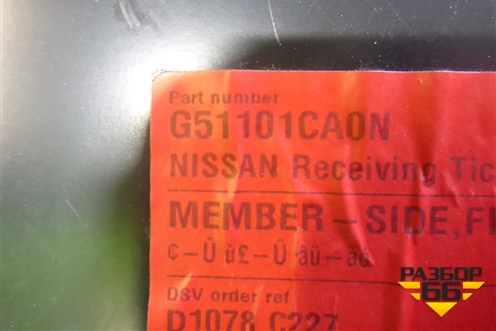 Part number
G51101CA0N
NISSAN Receiving Tic
MEMBER-SIDE,F
¢-Û ù£-Û
DSV order ref
D1078 C227
РАЗБОР
66